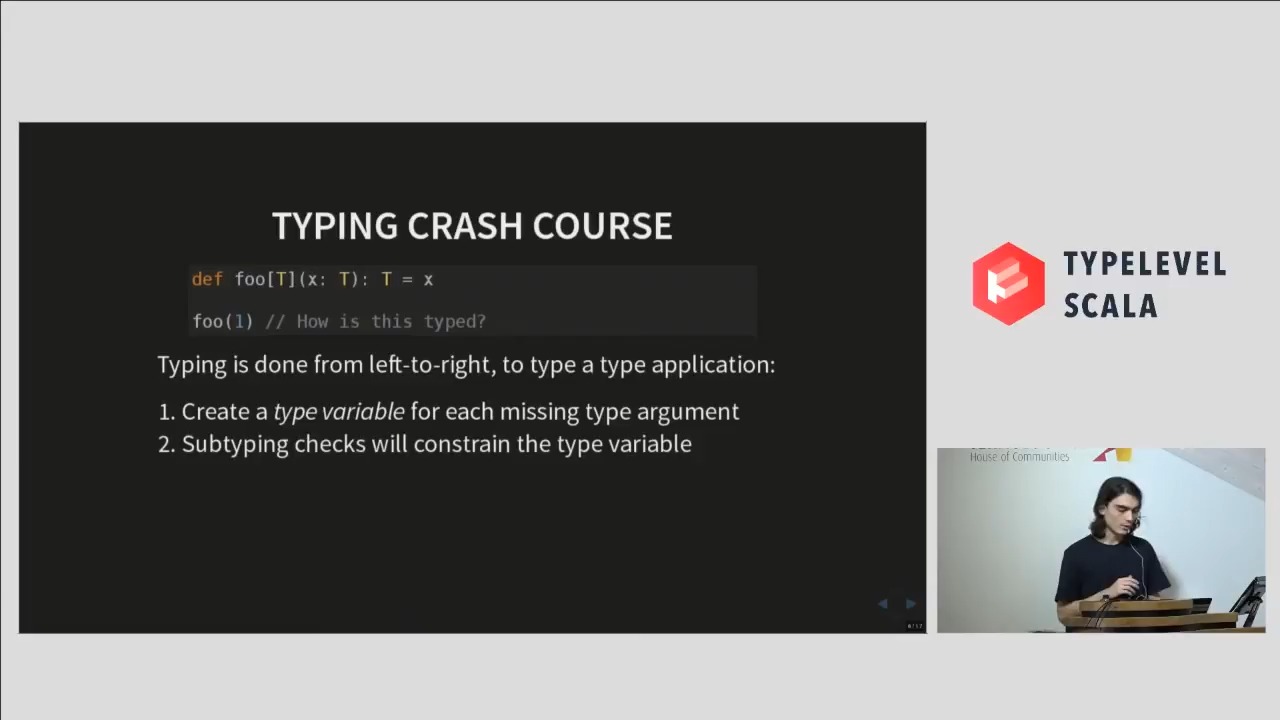 TYPING CRASH COURSE
def foo[T](x: T): T = x
foo(1) // How is this typed?
Typing is done from left-to-right, to type a type application:
1. Create a type variable for each missing type argument
2. Subtyping checks will constrain the type variable
TYPELEVEL
SCALA
House of Communities